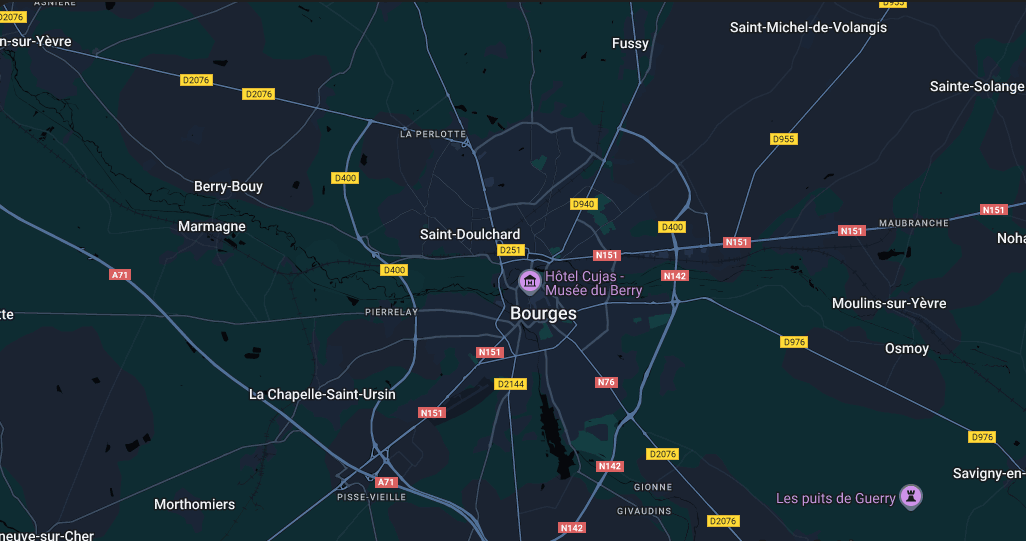 ASNIÈRE
D2076
D955
Saint-Michel-de-Volangis
n-sur-Yèvre
Fussy
D2076
Sainte-Solange
D2076
LA PERLOTTE
D955
D400
Berry-Bouy
D940
N151
Marmagne
MAUBRANCHE
D400
N151
Saint-Doulchard
Noha
N151
D251
N151
D400
A71
N142
Hôtel Cujas -
Musée du Berry
Moulins-sur-Yèvre
PIERRELAY
Bourges
tte
D976
Osmoy
N151
N76
D2144
La Chapelle-Saint-Ursin
N151
D976
D2076
N142
Savigny-en-
A71
GIONNE
PISSE-VIEILLE
Les puits de Guerry
Morthomiers
GIVAUDINS
D2076
N142
neuve-sur-Cher